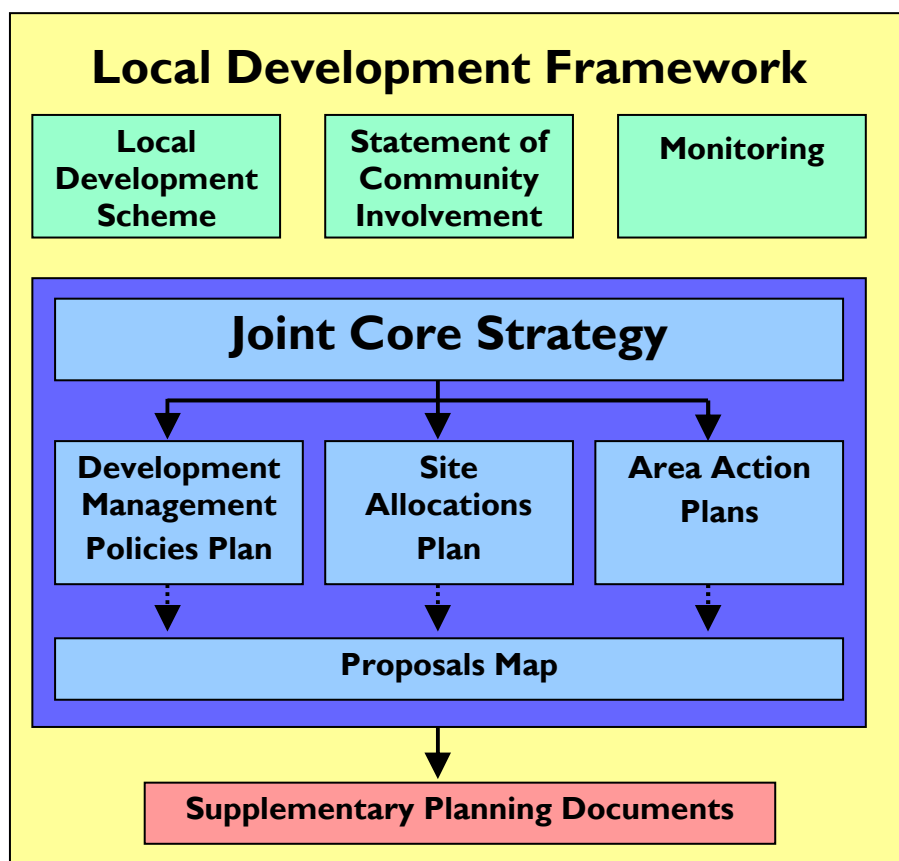 Local Development Framework
Local
Development
Scheme
Statement of
Community
Involvement
Monitoring
Joint Core Strategy
Development
Management
Policies Plan
Site
Allocations
Plan
Area Action
Plans
Proposals Map
Supplementary Planning Documents